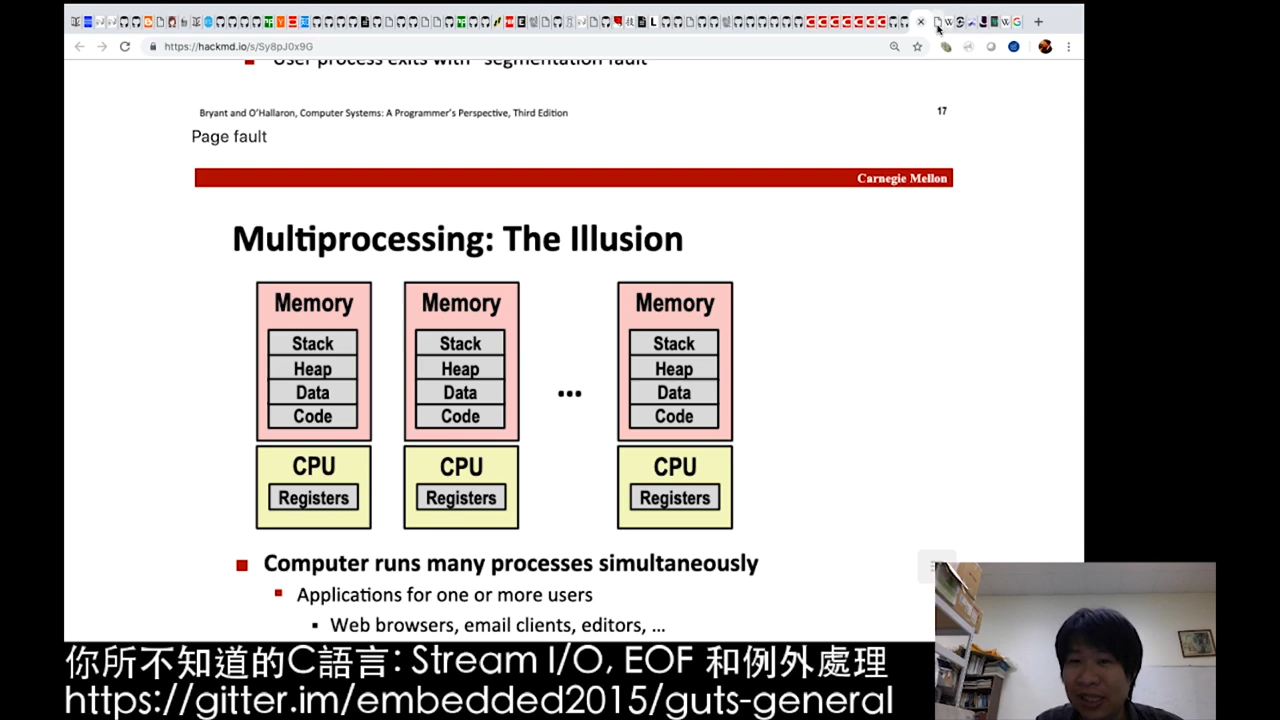 https://hackmd.io/s/Sy8pJ0x9G
User process exits with "segmentation fault"
Bryant and O'Hallaron, Computer Systems: A Programmer's Perspective, Third Edition
17
Page fault
Carnegie Mellon
Multiprocessing: The Illusion
Memory Memory Memory
Stack Stack Stack
Heap Heap Heap
Data Data ... Data
Code Code Code
CPU CPU CPU
Registers Registers Registers
Computer runs many processes simultaneously
Applications for one or more users
Web browsers, email clients, editors, ...
你所不知道的C語言: Stream I/O, EOF 和例外處理
https://gitter.im/embedded2015/guts-general